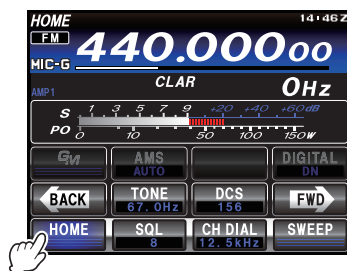 HOME 14:46Z
FM 440.00000
MIC-G
AMP1 CLAR 0Hz
S 1 3 5 7 9 +20 +40 +60dB
PO 0 10 50 100 150W
GM AMS AUTO DIGITAL DN
BACK TONE 67.0Hz DCS 156 FWD
HOME SQL 8 CH DIAL 12.5kHz SWEEP